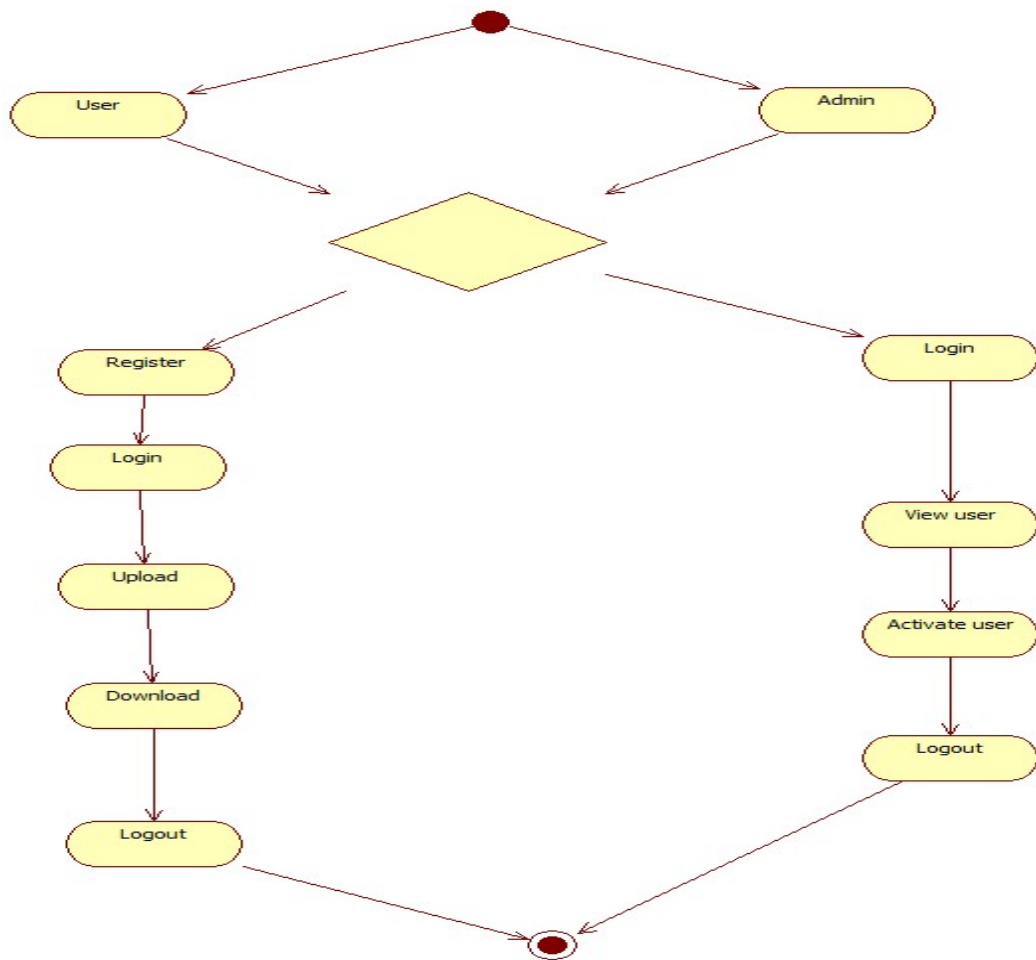 User
Admin
Register
Login
Login
View user
Upload
Activate user
Download
Logout
Logout